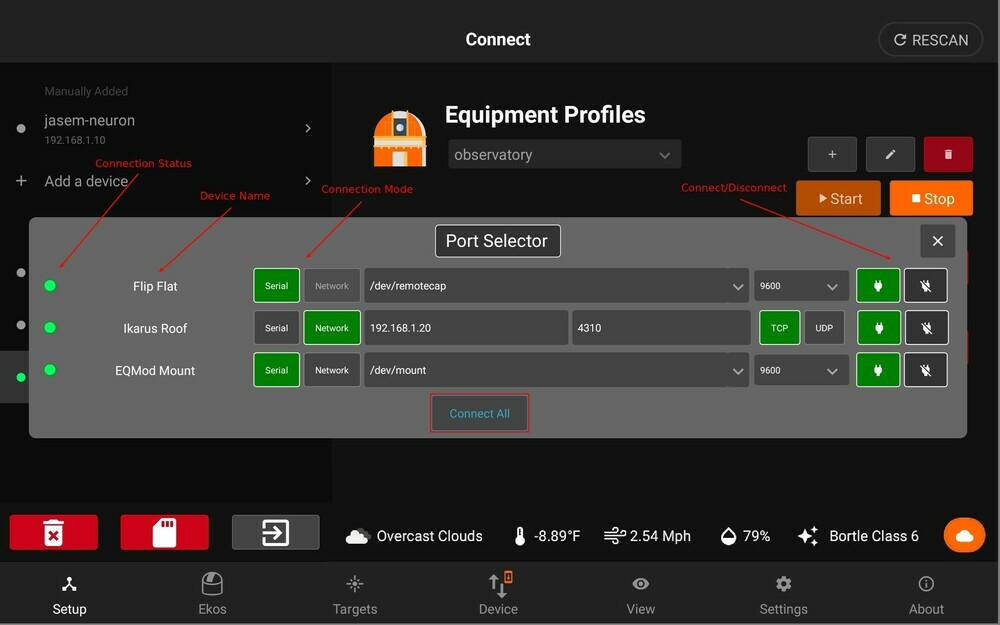 Connect
RESCAN
Manually Added
jasem-neuron
192.168.1.10
Equipment Profiles
observatory
Connection Status
Add a device
Device Name
Connection Mode
Connect/Disconnect
Start
Stop
Port Selector
Flip Flat
Serial
Network
/dev/remotecap
9600
Ikarus Roof
Serial
Network
192.168.1.20
4310
TCP
UDP
EQMod Mount
Serial
Network
/dev/mount
9600
Connect All
Overcast Clouds
-8.89°F
2.54 Mph
79%
Bortle Class 6
Setup
Ekos
Targets
Device
View
Settings
About